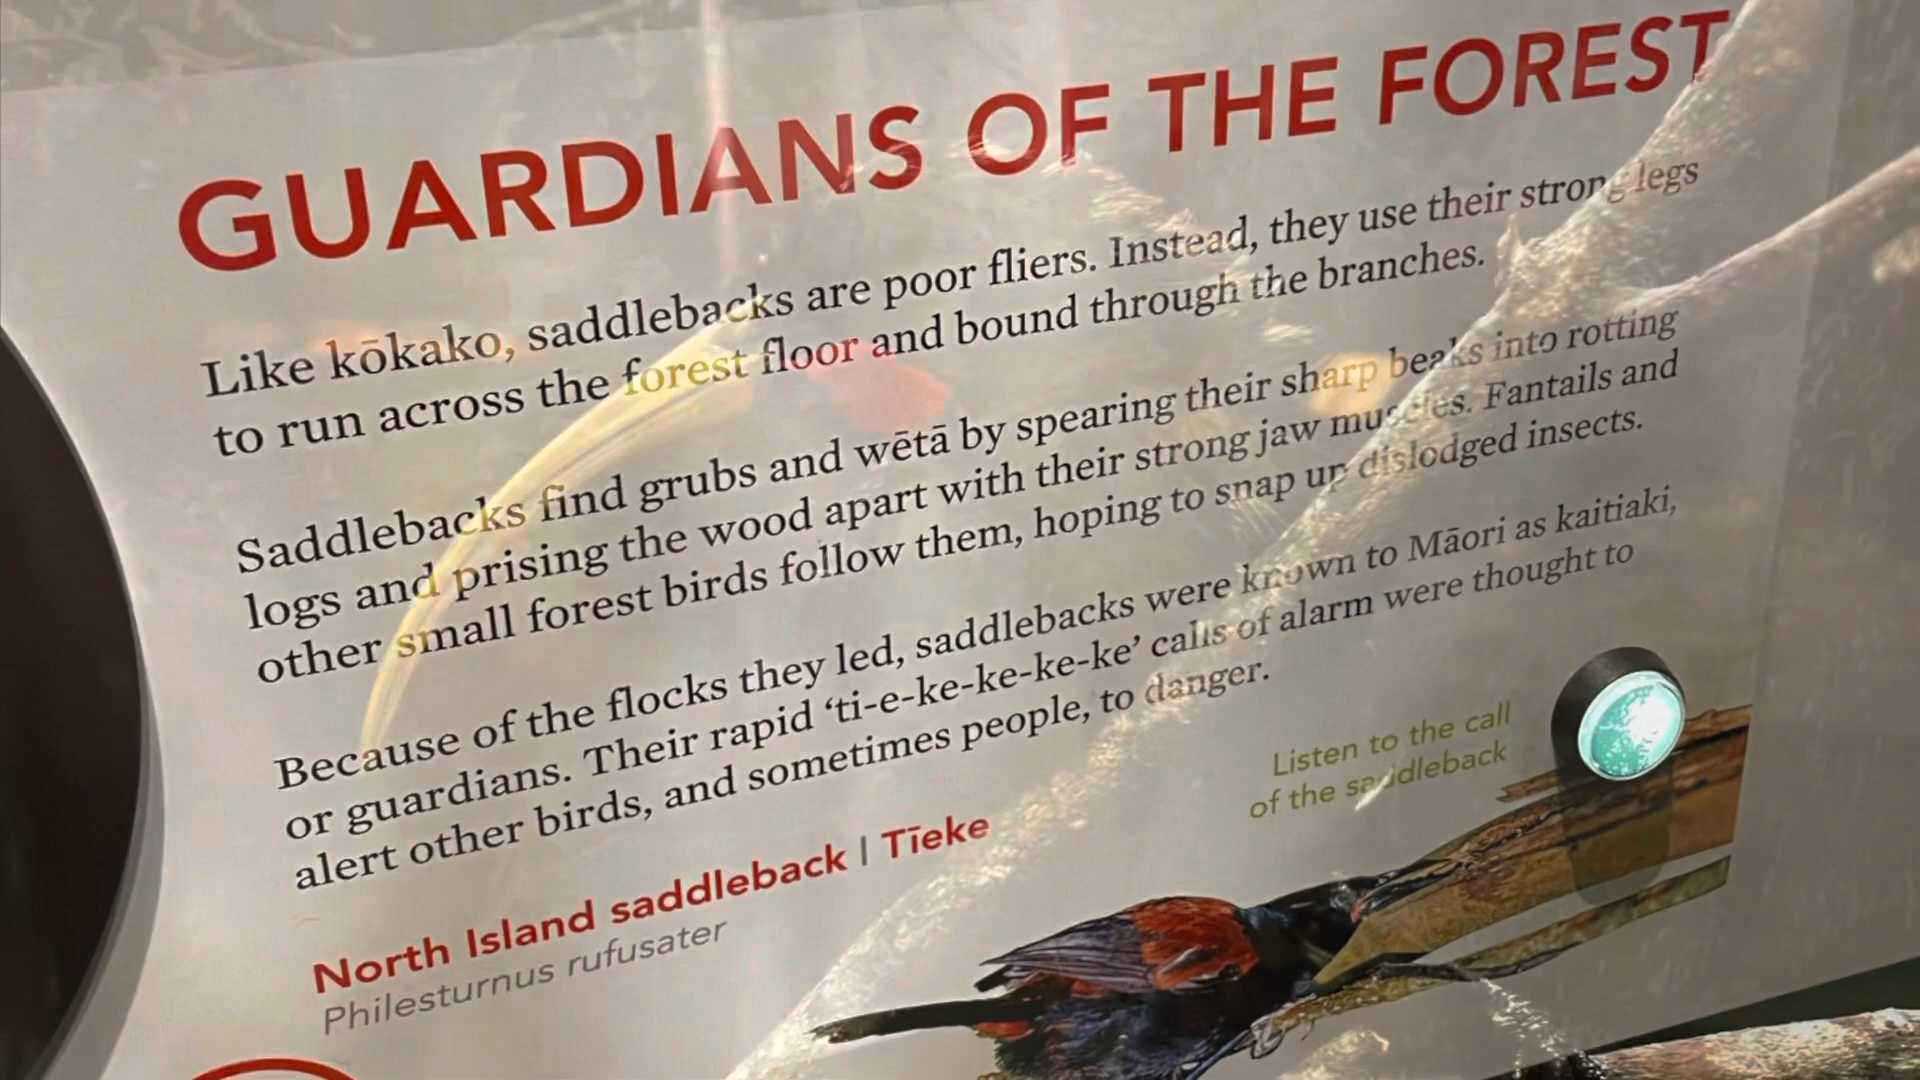 GUARDIANS OF THE FOREST
Like kōkako, saddlebacks are poor fliers. Instead, they use their strong legs
to run across the forest floor and bound through the branches.
Saddlebacks find grubs and wētā by spearing their sharp beaks into rotting
logs and prising the wood apart with their strong jaw muscles. Fantails and
other small forest birds follow them, hoping to snap up dislodged insects.
Because of the flocks they led, saddlebacks were known to Māori as kaitiaki,
or guardians. Their rapid ‘ti-e-ke-ke-ke-ke’ calls of alarm were thought to
alert other birds, and sometimes people, to danger.
Listen to the call
of the saddleback
North Island saddleback | Tīeke
Philesturnus rufusater